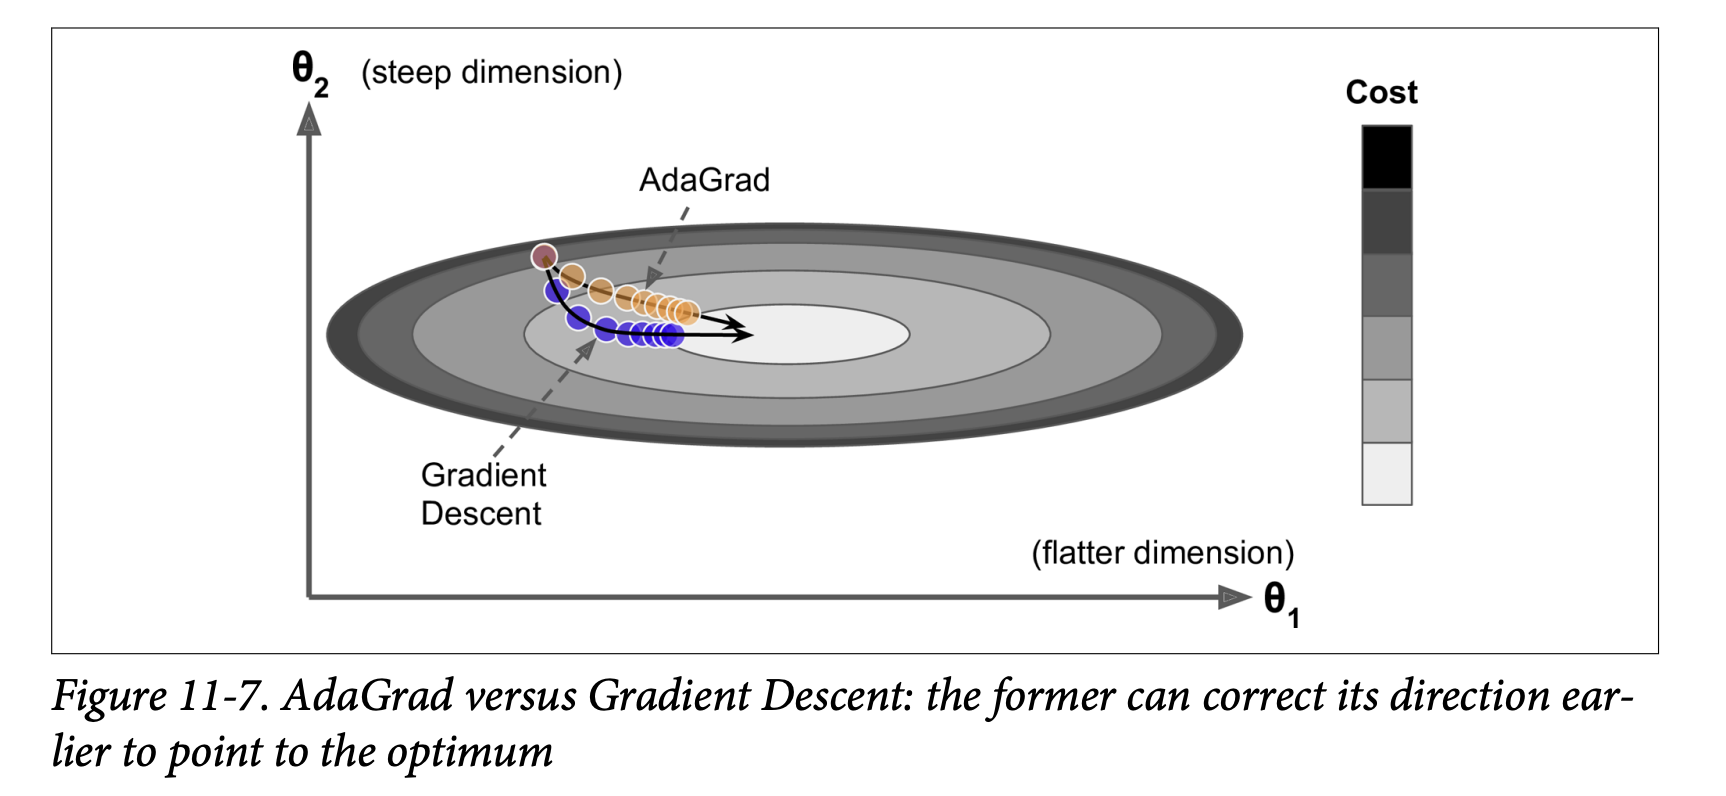 θ2 (steep dimension)
Cost
AdaGrad
Gradient
Descent
(flatter dimension)
θ1
Figure 11-7. AdaGrad versus Gradient Descent: the former can correct its direction ear-
lier to point to the optimum